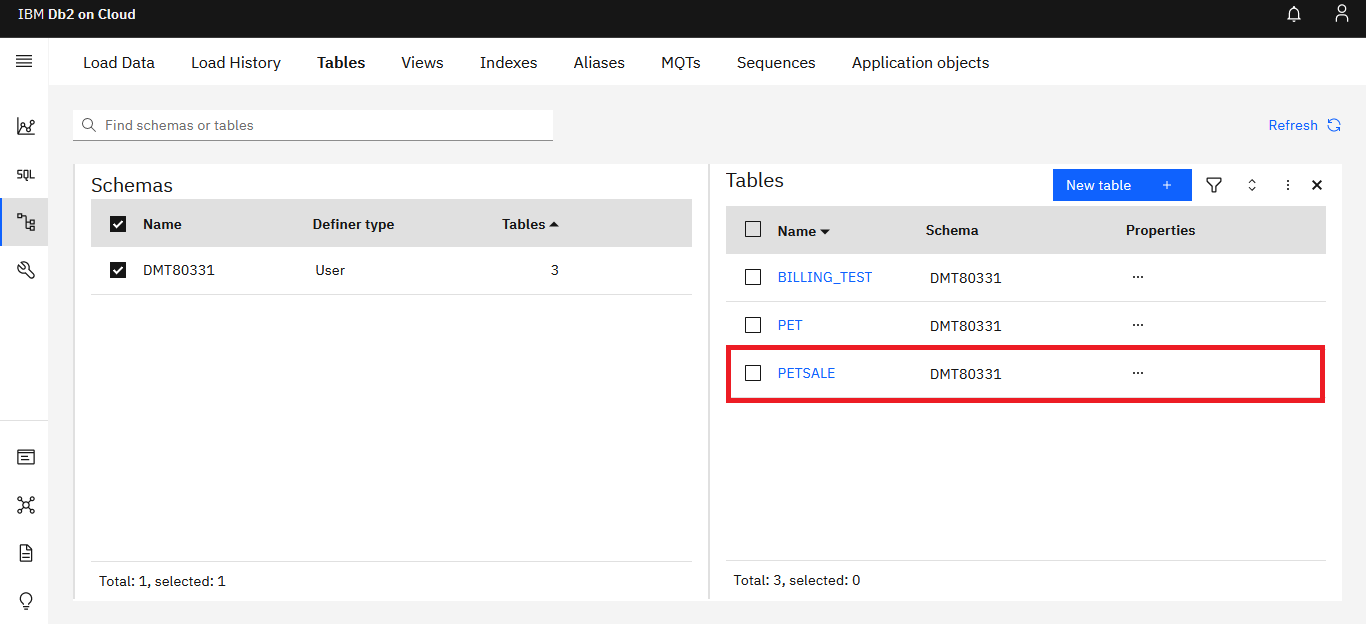 IBM Db2 on Cloud
Load Data Load History Tables Views Indexes Aliases MQTs Sequences Application objects
Find schemas or tables
Refresh
SQL
Schemas
Name Definer type Tables
DMT80331 User 3
Total: 1, selected: 1
Tables
New table +
Name Schema Properties
BILLING_TEST DMT80331 ...
PET DMT80331 ...
PETSALE DMT80331 ...
Total: 3, selected: 0